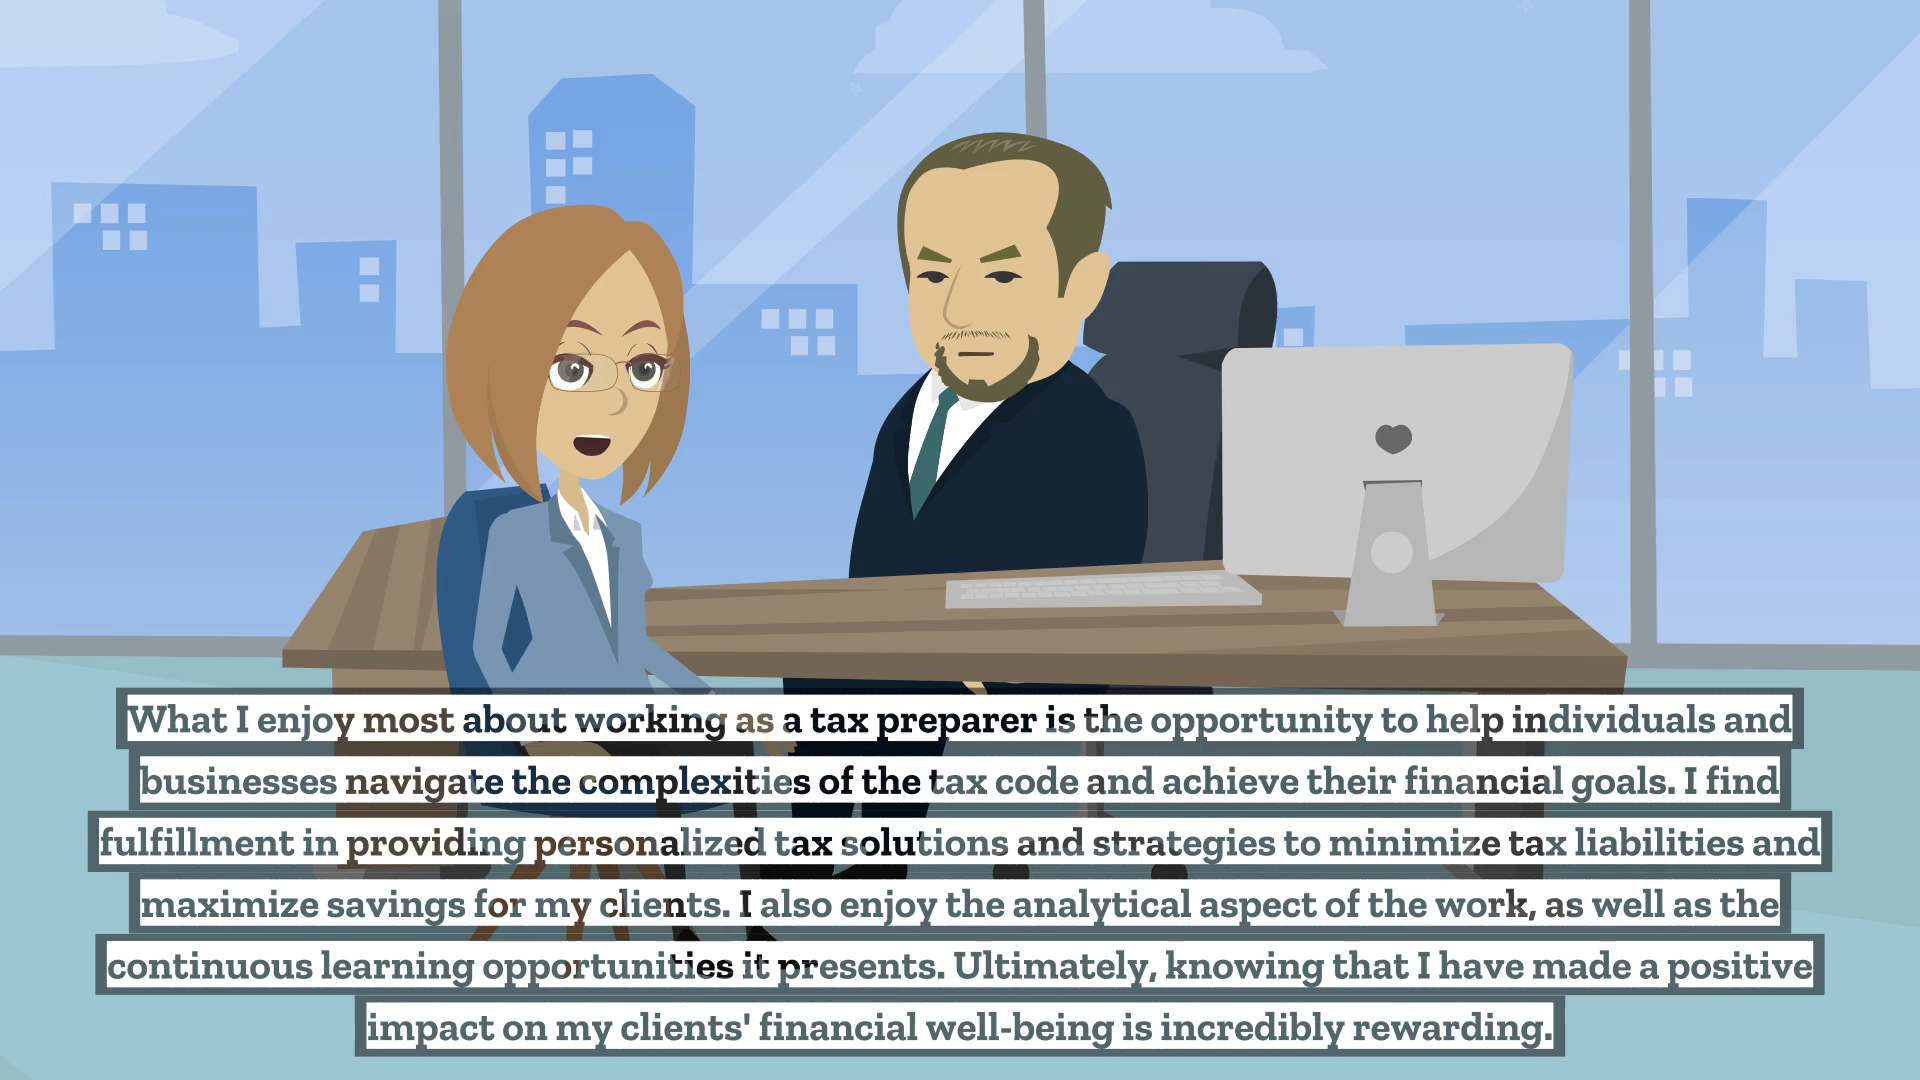 What I enjoy most about working as a tax preparer is the opportunity to help individuals and
businesses navigate the complexities of the tax code and achieve their financial goals. I find
fulfillment in providing personalized tax solutions and strategies to minimize tax liabilities and
maximize savings for my clients. I also enjoy the analytical aspect of the work, as well as the
continuous learning opportunities it presents. Ultimately, knowing that I have made a positive
impact on my clients' financial well-being is incredibly rewarding.